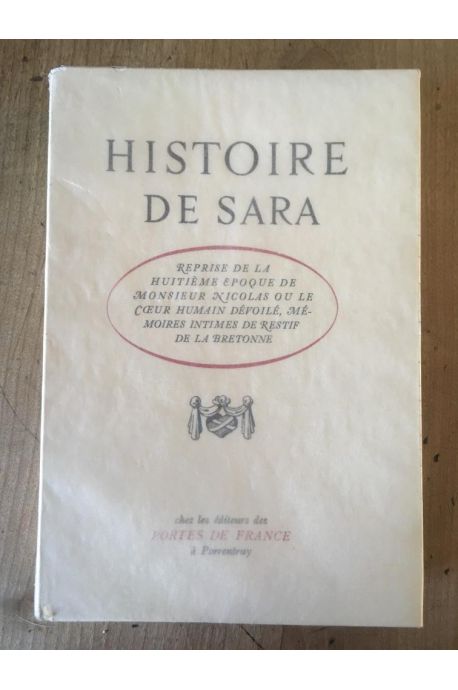 HISTOIRE
DE SARA
REPRISE DE LA
HUITIÈME EPOQUE DE
MONSIEUR NICOLAS OU LE
CŒUR HUMAIN DÉVOILÉ, MÉ-
MOIRES INTIMES DE RESTIF
DE LA BRETONNE
chez les éditeurs des
PORTES DE FRANCE
à Porrentruy